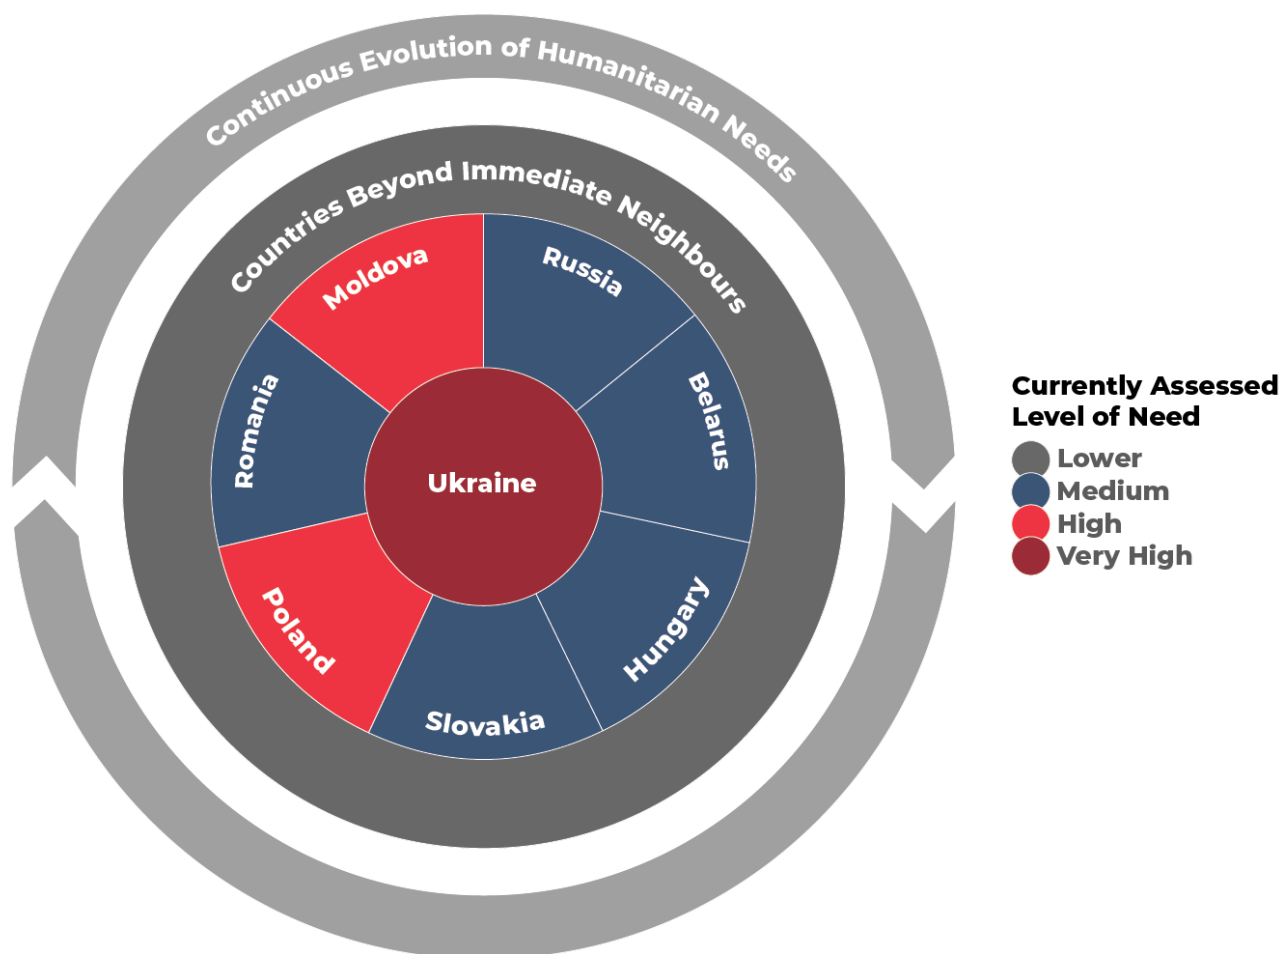 Continuous Evolution of Humanitarian Needs
Countries Beyond Immediate Neighbours
Moldova
Russia
Romania
Belarus
Ukraine
Poland
Hungary
Slovakia
Currently Assessed
Level of Need
Lower
Medium
High
Very High